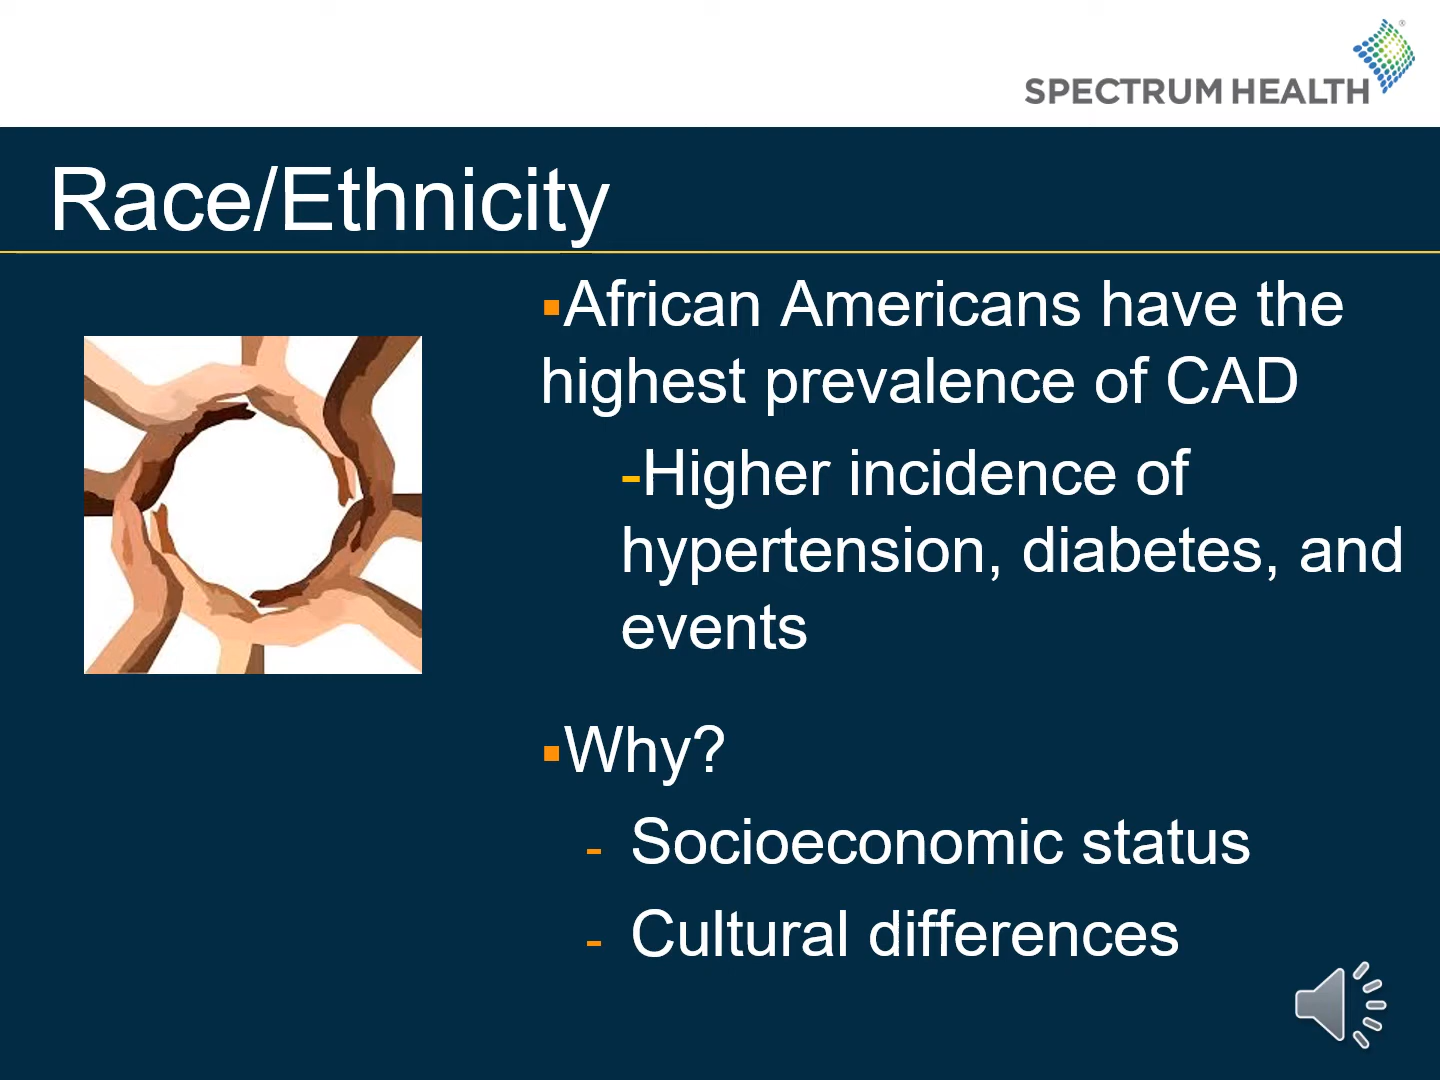 ®
SPECTRUM HEALTH
Race/Ethnicity
▪African Americans have the
highest prevalence of CAD
-Higher incidence of
hypertension, diabetes, and
events
▪Why?
- Socioeconomic status
- Cultural differences